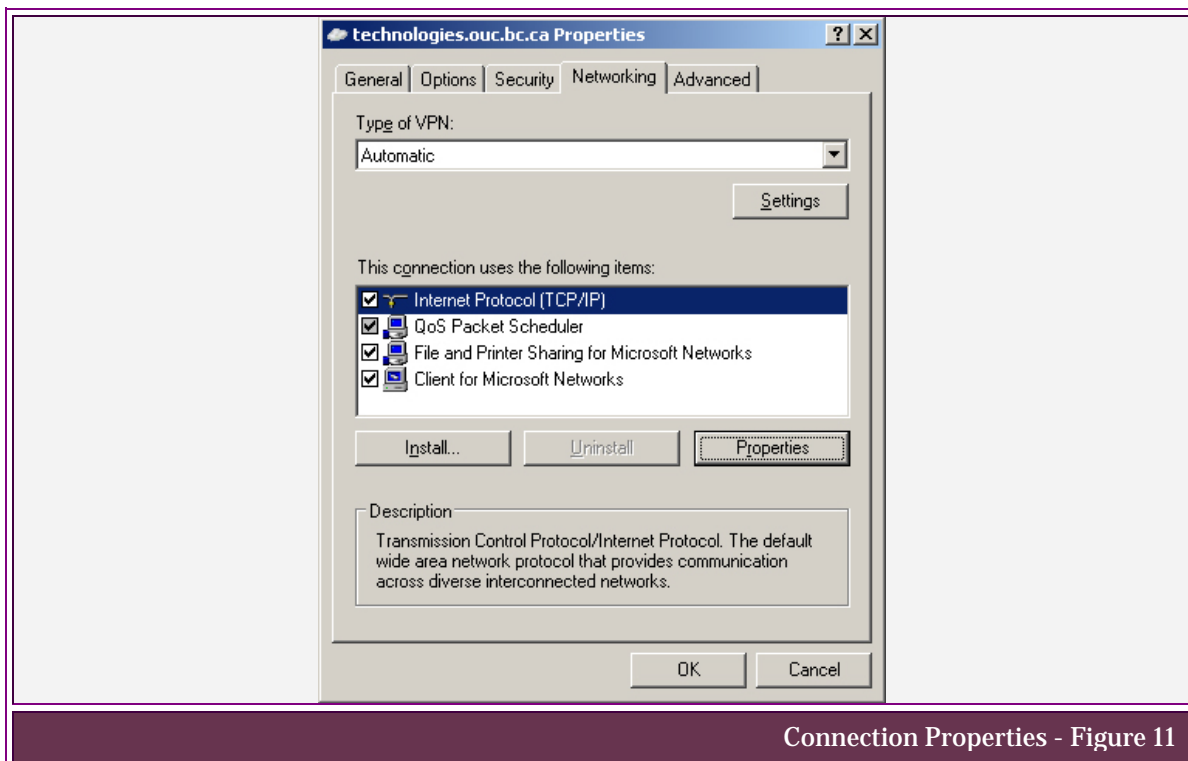 technologies.ouc.bc.ca Properties
General Options Security Networking Advanced
Type of VPN:
Automatic
Settings
This connection uses the following items:
Internet Protocol (TCP/IP)
QoS Packet Scheduler
File and Printer Sharing for Microsoft Networks
Client for Microsoft Networks
Install... Uninstall Properties
Description
Transmission Control Protocol/Internet Protocol. The default
wide area network protocol that provides communication
across diverse interconnected networks.
OK Cancel
Connection Properties - Figure 11